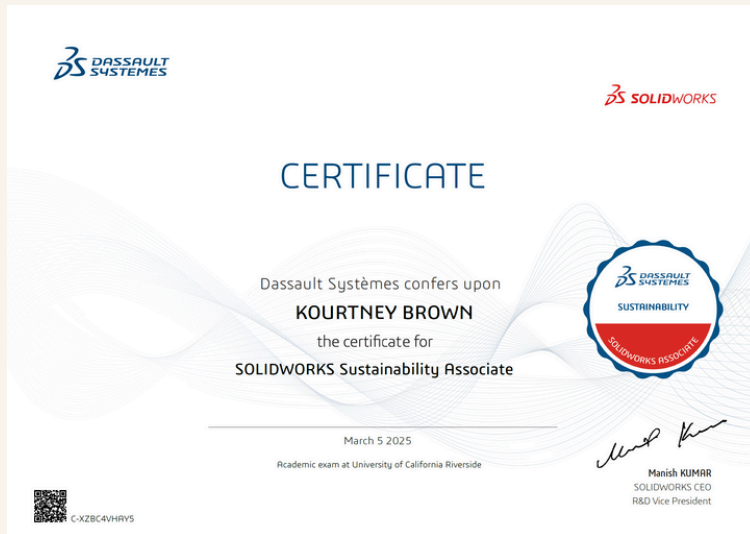 DASSAULT
SYSTEMES
SOLIDWORKS
CERTIFICATE
Dassault Systèmes confers upon
KOURTNEY BROWN
the certificate for
SOLIDWORKS Sustainability Associate
DASSAULT
SYSTEMES
SUSTAINABILITY
SOLIDWORKS ASSOCIATE
March 5 2025
Academic exam at University of California Riverside
Manish KUMAR
SOLIDWORKS CEO
R&D Vice President
C-XZBC4VHAY5